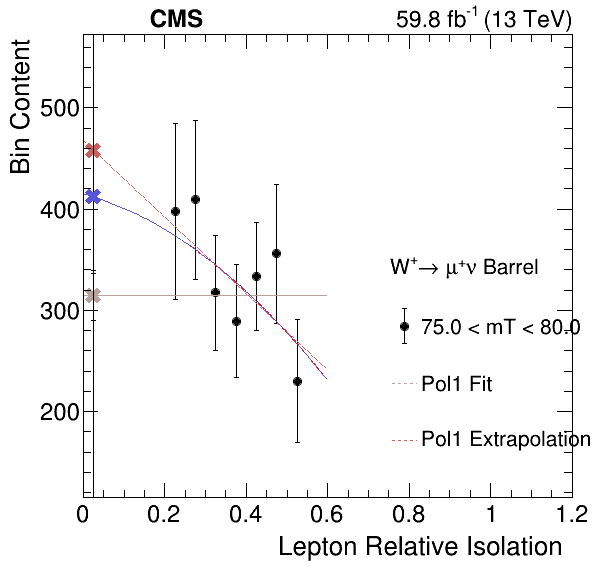 CMS 59.8 fb⁻¹ (13 TeV)
Bin Content
500
400
300
200
W⁺→ μ⁺ν Barrel
75.0 < mT < 80.0
Pol1 Fit
Pol1 Extrapolation
0 0.2 0.4 0.6 0.8 1 1.2
Lepton Relative Isolation